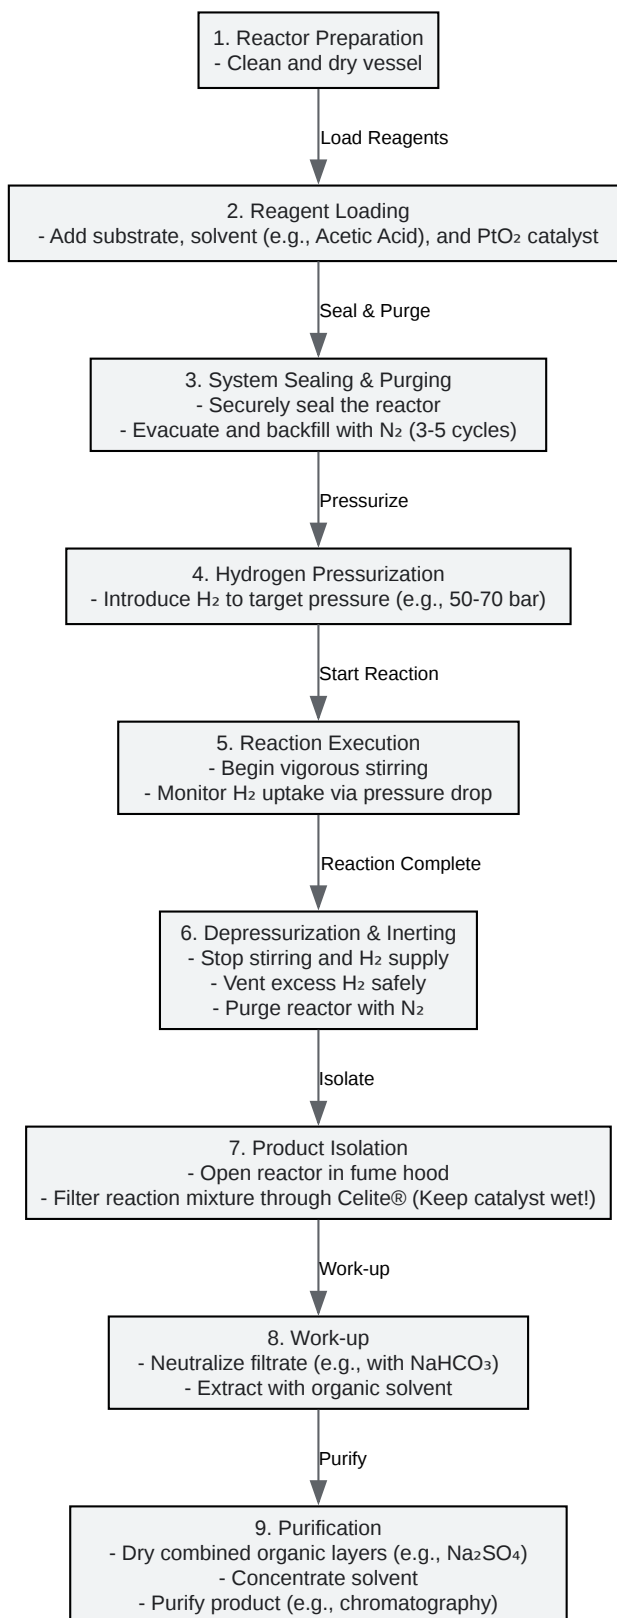 1. Reactor Preparation
- Clean and dry vessel
Load Reagents
2. Reagent Loading
- Add substrate, solvent (e.g., Acetic Acid), and PtO₂ catalyst
Seal & Purge
3. System Sealing & Purging
- Securely seal the reactor
- Evacuate and backfill with N₂ (3-5 cycles)
Pressurize
4. Hydrogen Pressurization
- Introduce H₂ to target pressure (e.g., 50-70 bar)
Start Reaction
5. Reaction Execution
- Begin vigorous stirring
- Monitor H₂ uptake via pressure drop
Reaction Complete
6. Depressurization & Inerting
- Stop stirring and H₂ supply
- Vent excess H₂ safely
- Purge reactor with N₂
Isolate
7. Product Isolation
- Open reactor in fume hood
- Filter reaction mixture through Celite® (Keep catalyst wet!)
Work-up
8. Work-up
- Neutralize filtrate (e.g., with NaHCO₃)
- Extract with organic solvent
Purify
9. Purification
- Dry combined organic layers (e.g., Na₂SO₄)
- Concentrate solvent
- Purify product (e.g., chromatography)